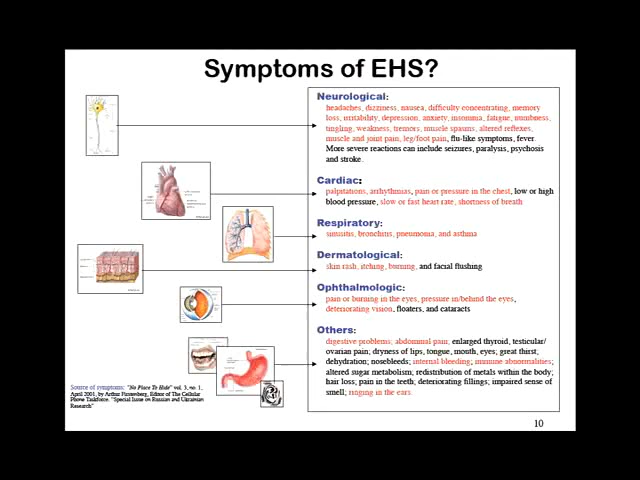 Symptoms of EHS?
Neurological:
headaches, dizziness, nausea, difficulty concentrating, memory
loss, irritability, depression, anxiety, insomnia, fatigue, numbness,
tingling, weakness, tremors, muscle spasms, altered reflexes,
muscle and joint pain, leg/foot pain, flu-like symptoms, fever.
More severe reactions can include seizures, paralysis, psychosis
and stroke.
Cardiac:
palpitations, arrhythmias, pain or pressure in the chest, low or high
blood pressure, slow or fast heart rate, shortness of breath
Respiratory:
sinusitis, bronchitis, pneumonia, and asthma
Dermatological:
skin rash, itching, burning, and facial flushing
Ophthalmologic:
pain or burning in the eyes, pressure in/behind the eyes,
deteriorating vision, floaters, and cataracts
Others
digestive problems; abdominal pain; enlarged thyroid, testicular/
ovarian pain; dryness of lips, tongue, mouth, eyes; great thirst;
dehydration; nosebleeds; internal bleeding; immune abnormalities;
altered sugar metabolism; redistribution of metals within the body;
hair loss; pain in the teeth; deteriorating fillings; impaired sense of
smell; ringing in the ears.
Source of symptoms: "No Place To Hide" vol. 3, no. 1,
April 2001, by Arthur Firstenberg, Editor of The Cellular
Phone Taskforce. "Special Issue on Russian and Ukrainian
Research"
10